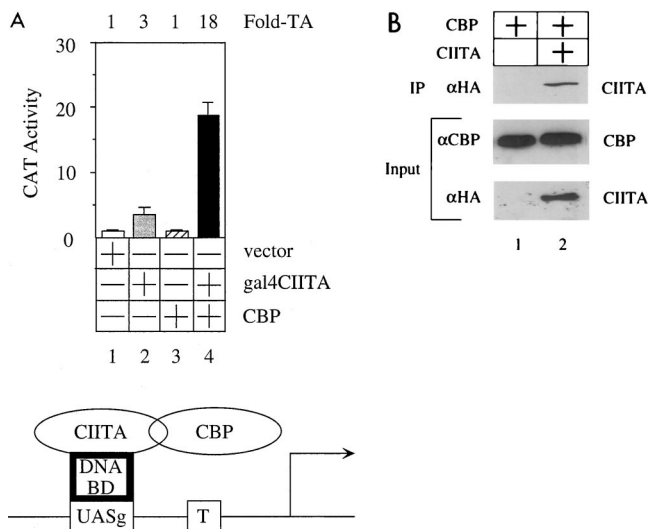 A
1 3 1 18 Fold-TA
30
20
10
0
CAT Activity
+ — — — vector
— + — + gal4CIITA
— — + + CBP
1 2 3 4
CIITA CBP
DNA
BD
UASg T
B
CBP + +
CIITA +
IP αHA CIITA
Input αCBP CBP
αHA CIITA
1 2